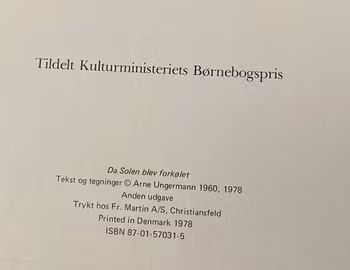 Tildelt Kulturministeriets Børnebogspris
Da Solen blev forkølet
Tekst og tegninger © Arne Ungermann 1960, 1978
Anden udgave
Trykt hos Fr. Martin A/S, Christiansfeld
Printed in Denmark 1978
ISBN 87-01-57031-5